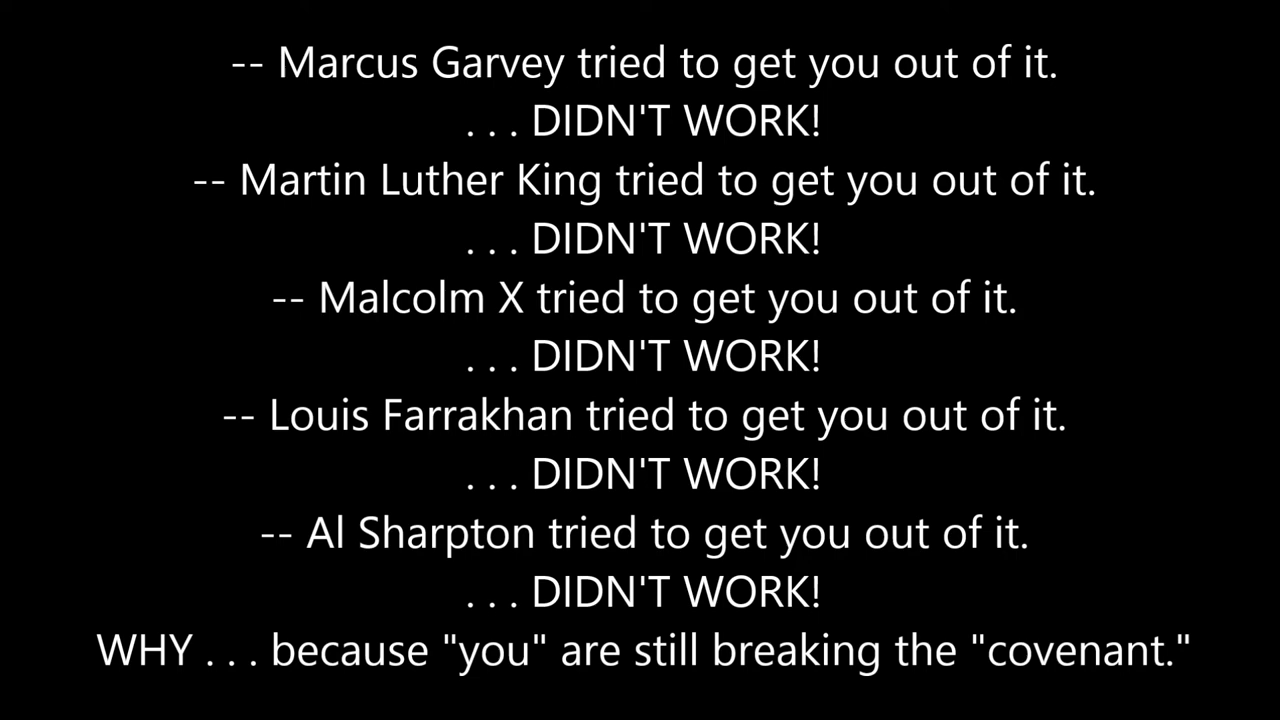 -- Marcus Garvey tried to get you out of it.
. . . DIDN'T WORK!
-- Martin Luther King tried to get you out of it.
. . . DIDN'T WORK!
-- Malcolm X tried to get you out of it.
. . . DIDN'T WORK!
-- Louis Farrakhan tried to get you out of it.
. . . DIDN'T WORK!
-- Al Sharpton tried to get you out of it.
. . . DIDN'T WORK!
WHY . . . because "you" are still breaking the "covenant."